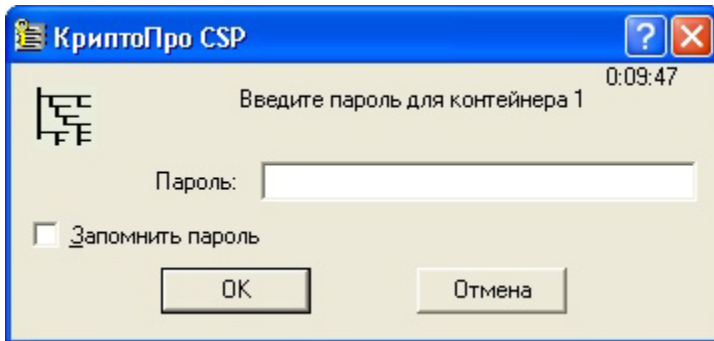 КриптоПро CSP
0:09:47
Введите пароль для контейнера 1
Пароль:
Запомнить пароль
OK
Отмена